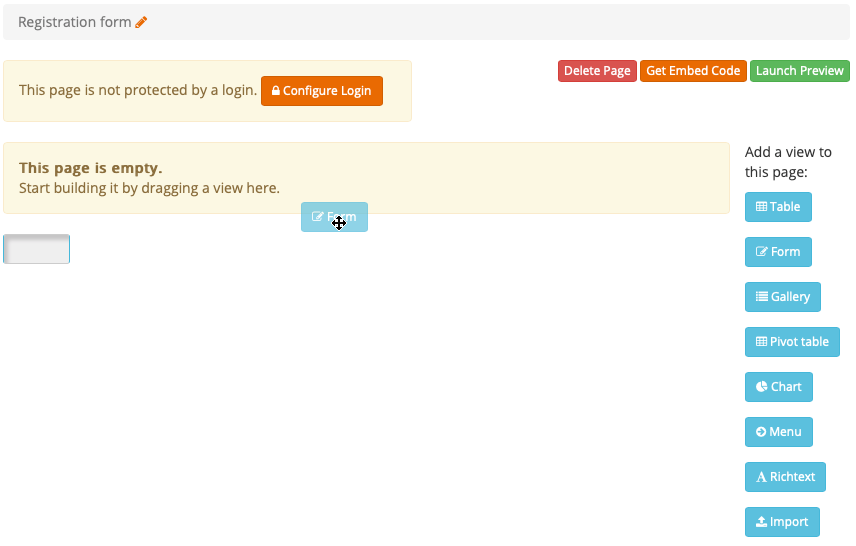 Registration form
This page is not protected by a login. Configure Login
Delete Page Get Embed Code Launch Preview
This page is empty.
Start building it by dragging a view here.
Form
Add a view to
this page:
Table
Form
Gallery
Pivot table
Chart
Menu
Richtext
Import